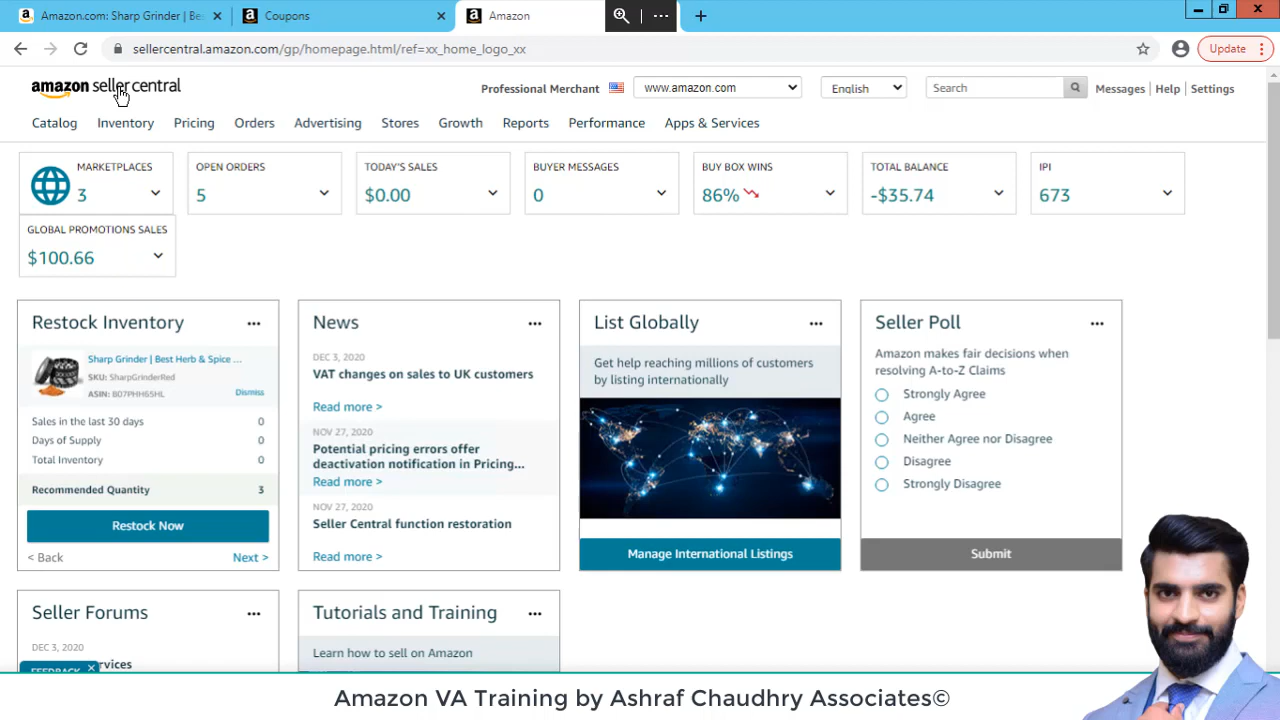 Amazon.com: Sharp Grinder | Bes
Coupons
Amazon
sellercentral.amazon.com/gp/homepage.html/ref=xx_home_logo_xx
Update
amazon seller central
Professional Merchant
www.amazon.com
English
Search
Messages | Help | Settings
Catalog Inventory Pricing Orders Advertising Stores Growth Reports Performance Apps & Services
MARKETPLACES
3
OPEN ORDERS
5
TODAY'S SALES
$0.00
BUYER MESSAGES
0
BUY BOX WINS
86%
TOTAL BALANCE
-$35.74
IPI
673
GLOBAL PROMOTIONS SALES
$100.66
Restock Inventory
Sharp Grinder | Best Herb & Spice ...
SKU: SharpGrinderRed
ASIN: B07PHH65HL
Dismiss
Sales in the last 30 days 0
Days of Supply 0
Total Inventory 0
Recommended Quantity 3
Restock Now
< Back Next >
News
DEC 3, 2020
VAT changes on sales to UK customers
Read more >
NOV 27, 2020
Potential pricing errors offer
deactivation notification in Pricing...
Read more >
NOV 27, 2020
Seller Central function restoration
Read more >
List Globally
Get help reaching millions of customers
by listing internationally
Manage International Listings
Seller Poll
Amazon makes fair decisions when
resolving A-to-Z Claims
Strongly Agree
Agree
Neither Agree nor Disagree
Disagree
Strongly Disagree
Submit
Seller Forums
DEC 3, 2020
rvices
FEEDBACK
Tutorials and Training
Learn how to sell on Amazon
Amazon VA Training by Ashraf Chaudhry Associates©